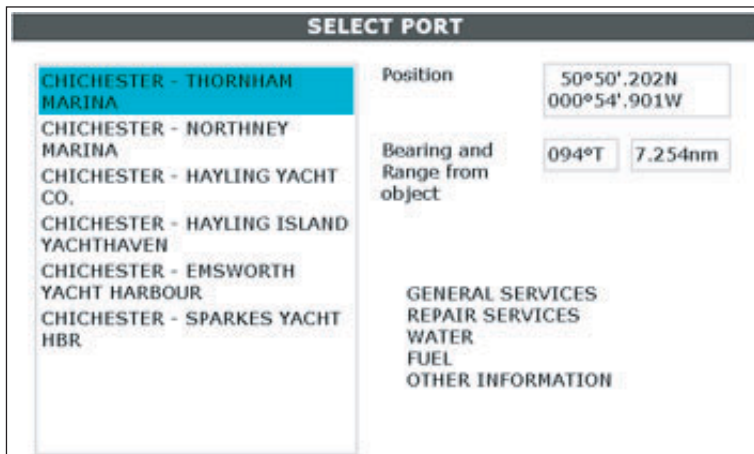 SELECT PORT
CHICHESTER - THORNHAM
MARINA
CHICHESTER - NORTHNEY
MARINA
CHICHESTER - HAYLING YACHT
CO.
CHICHESTER - HAYLING ISLAND
YACHTHAVEN
CHICHESTER - EMSWORTH
YACHT HARBOUR
CHICHESTER - SPARKES YACHT
HBR
Position
50°50'.202N
000°54'.901W
Bearing and
Range from
object
094°T
7.254nm
GENERAL SERVICES
REPAIR SERVICES
WATER
FUEL
OTHER INFORMATION